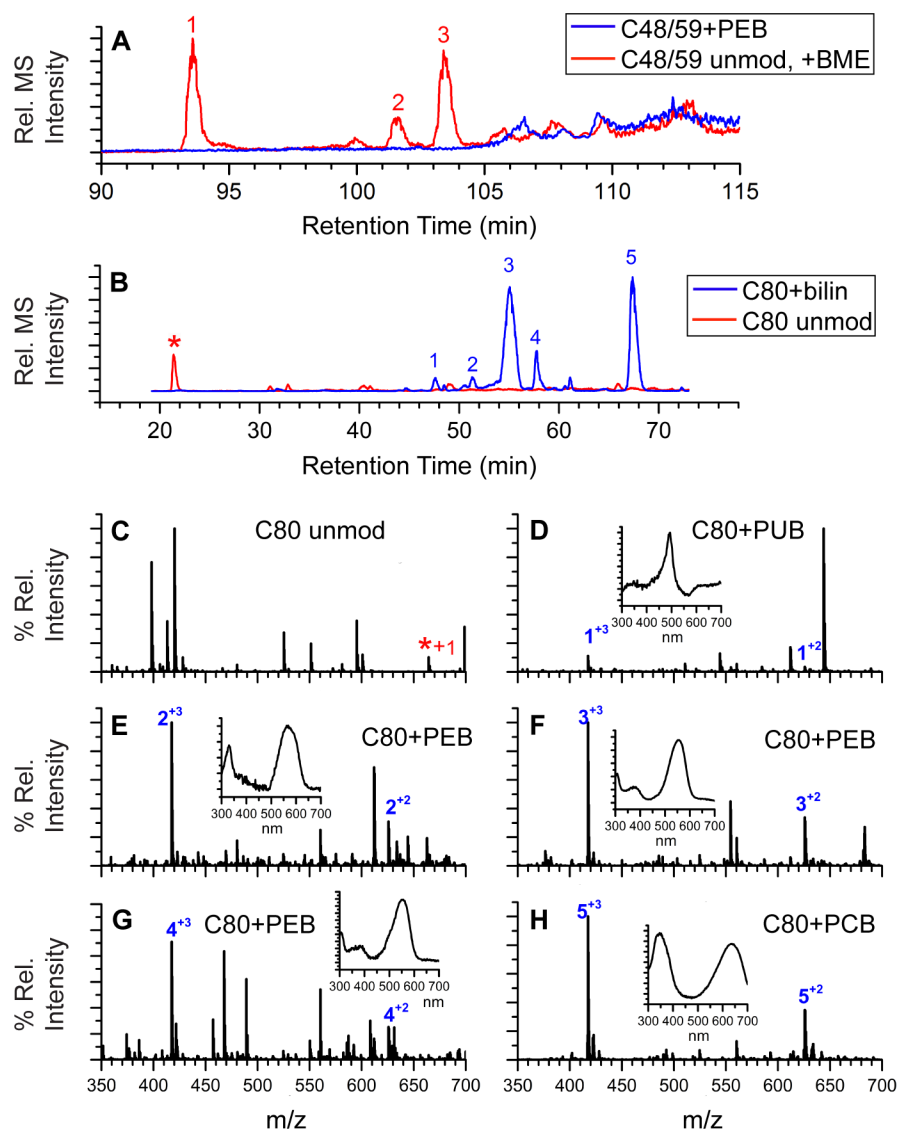 A
1
2
3
C48/59+PEB
C48/59 unmod, +BME
Rel. MS
Intensity
90 95 100 105 110 115
Retention Time (min)
B
*
1
2
3
4
5
C80+bilin
C80 unmod
Rel. MS
Intensity
20 30 40 50 60 70
Retention Time (min)
C
C80 unmod
*+1
% Rel.
Intensity
D
C80+PUB
300 400 500 600 700
nm
1+3
1+2
E
2+3
C80+PEB
300 400 500 600 700
nm
2+2
% Rel.
Intensity
F
3+3
C80+PEB
300 400 500 600 700
nm
3+2
G
4+3
C80+PEB
300 400 500 600 700
nm
4+2
% Rel.
Intensity
350 400 450 500 550 600 650 700
m/z
H
5+3
C80+PCB
300 400 500 600 700
nm
5+2
350 400 450 500 550 600 650 700
m/z